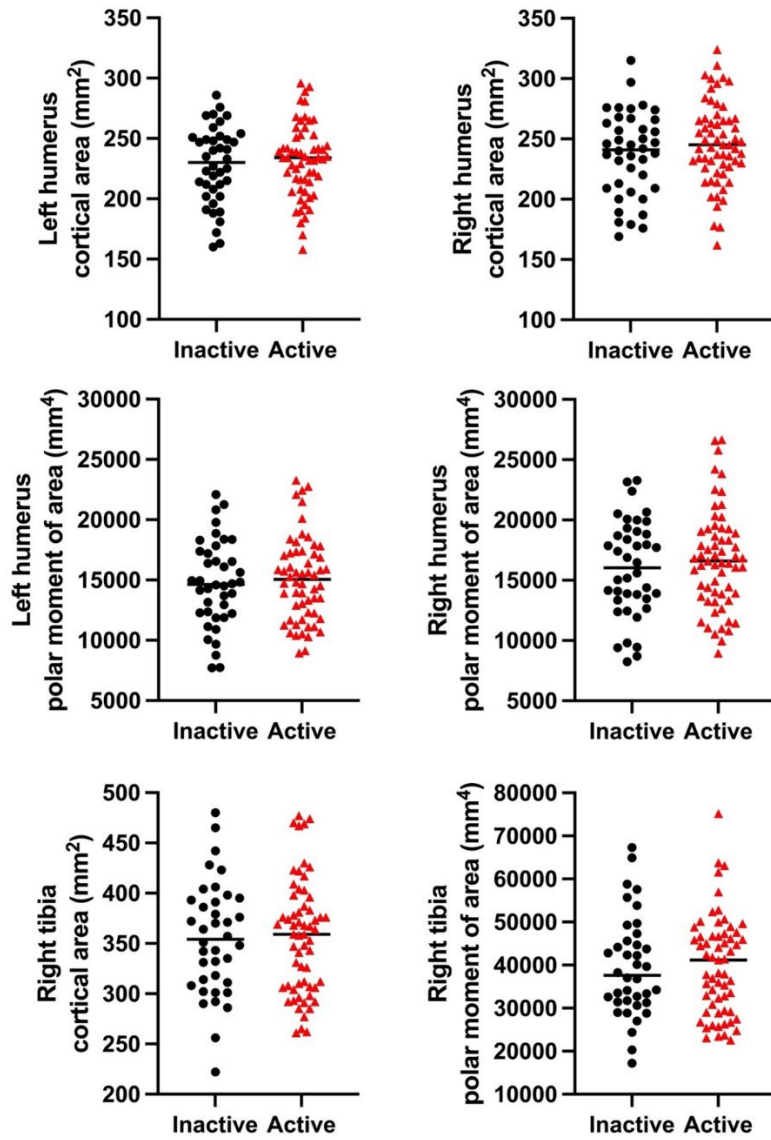 Left humerus
cortical area (mm²)
350
300
250
200
150
100
Inactive Active
Right humerus
cortical area (mm²)
350
300
250
200
150
100
Inactive Active
Left humerus
polar moment of area (mm⁴)
30000
25000
20000
15000
10000
5000
Inactive Active
Right humerus
polar moment of area (mm⁴)
30000
25000
20000
15000
10000
5000
Inactive Active
Right tibia
cortical area (mm²)
500
450
400
350
300
250
200
Inactive Active
Right tibia
polar moment of area (mm⁴)
80000
70000
60000
50000
40000
30000
20000
10000
Inactive Active